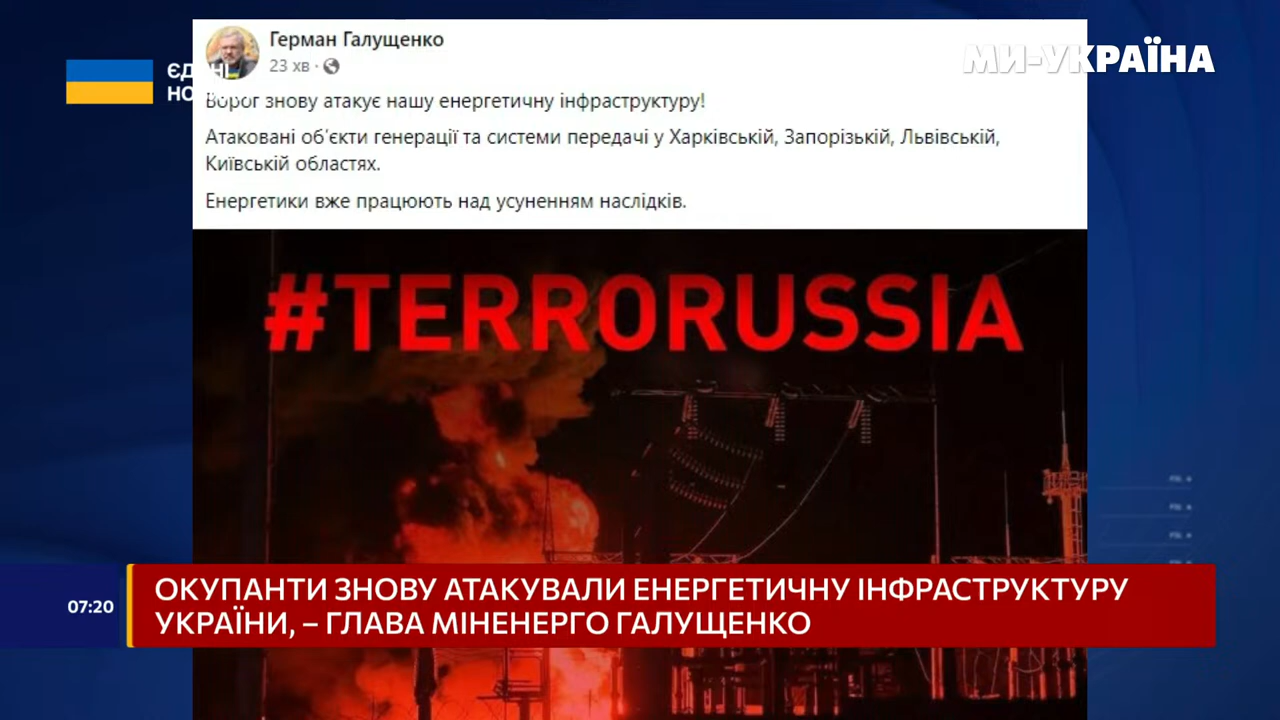 Герман Галущенко
23 хв
МИ-УКРАЇНА
Ворог знову атакує нашу енергетичну інфраструктуру!
Атаковані об'єкти генерації та системи передачі у Харківській, Запорізькій, Львівській,
Київській областях.
Енергетики вже працюють над усуненням наслідків.
#TERRORUSSIA
07:20
ОКУПАНТИ ЗНОВУ АТАКУВАЛИ ЕНЕРГЕТИЧНУ ІНФРАСТРУКТУРУ
УКРАЇНИ, – ГЛАВА МІНЕНЕРГО ГАЛУЩЕНКО